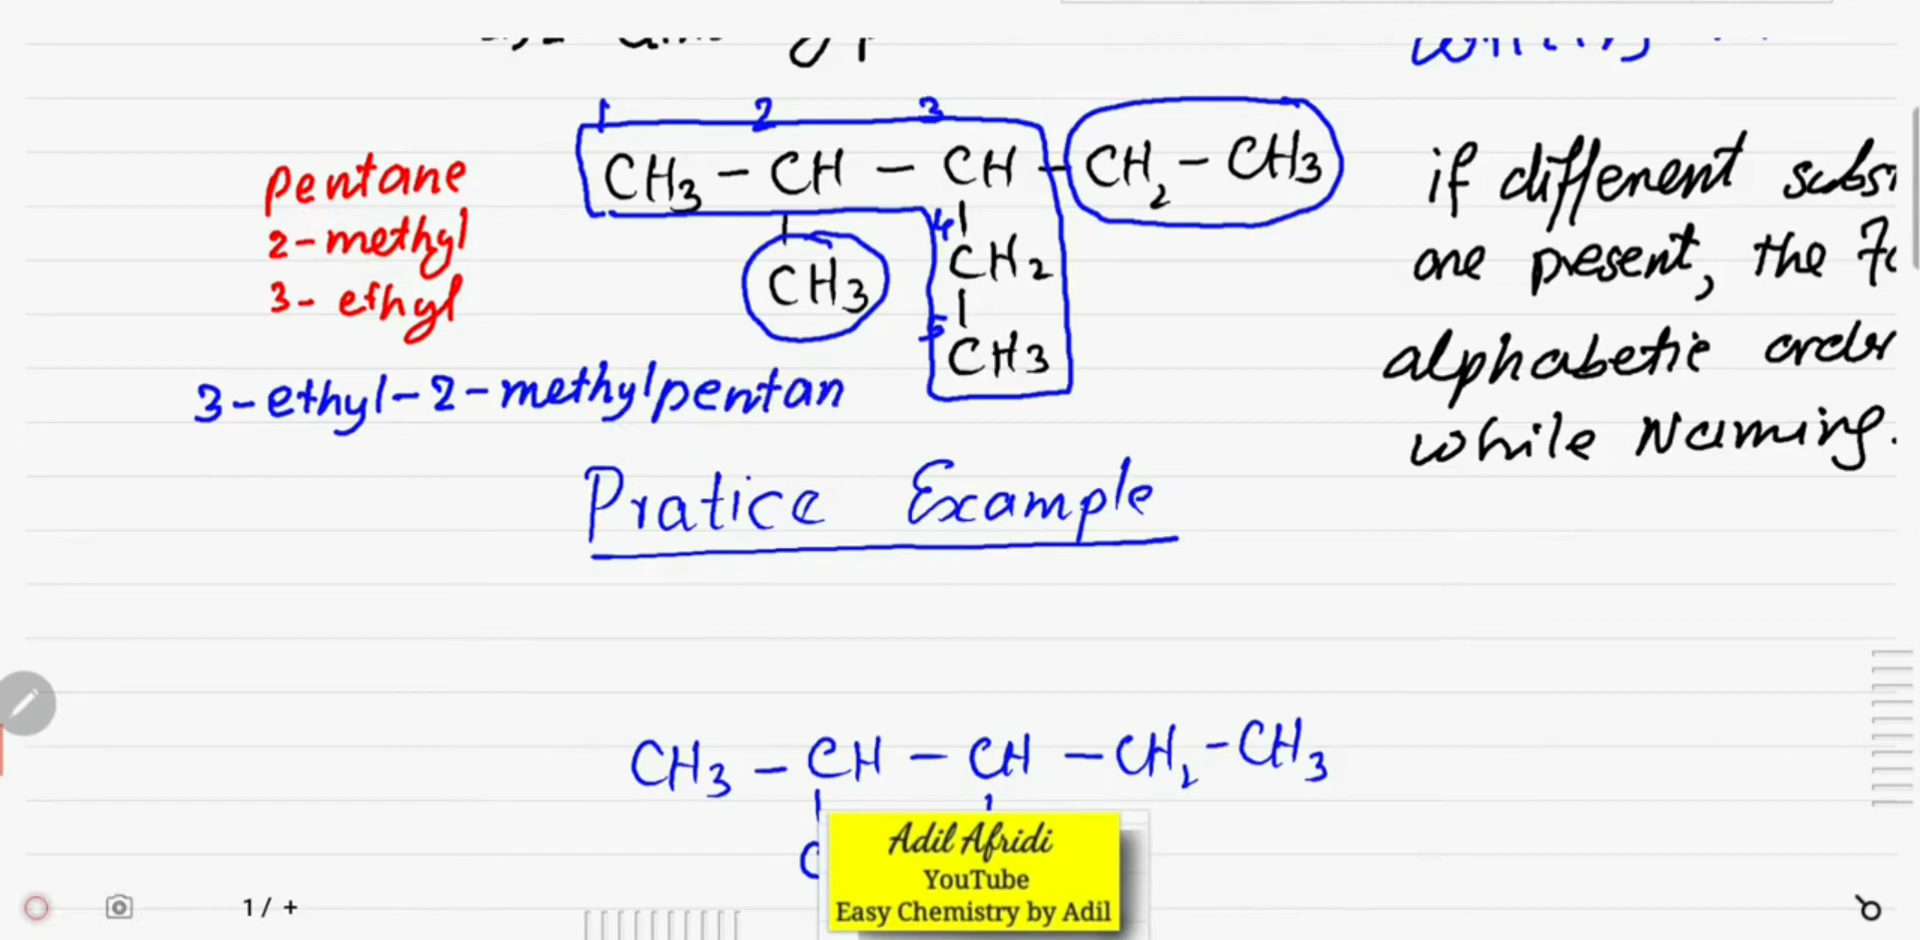 1 2 3
CH3 - CH - CH - CH2 - CH3
CH3
4
CH2
5
CH3
Pentane
2-methyl
3-ethyl
3-ethyl-2-methylpentan
if different
one present, the
alphabetic order
while Naming.
Pratice Example
CH3 - CH - CH - CH2 - CH3
Adil Afridi
YouTube
Easy Chemistry by Adil
1/ +